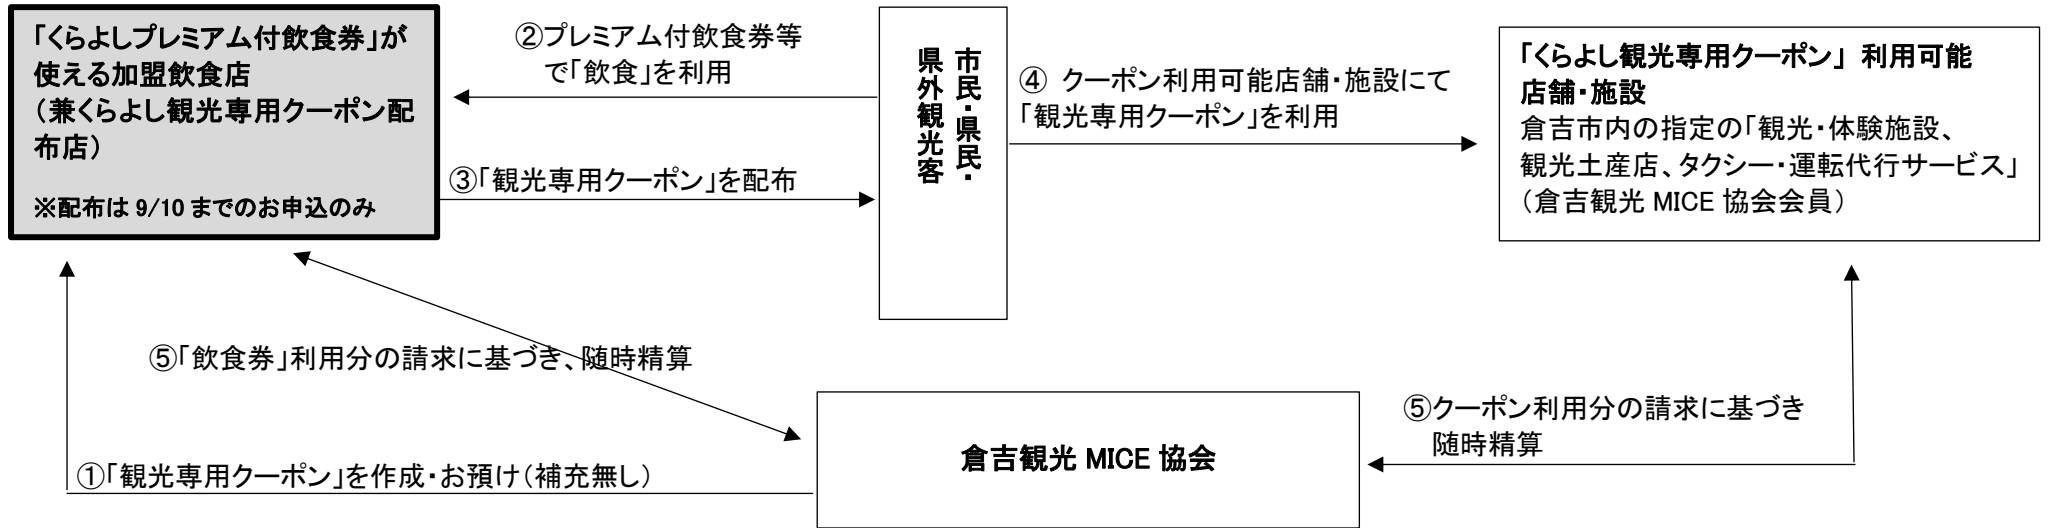 「くらよしプレミアム付飲食券」が
使える加盟飲食店
（兼くらよし観光専用クーポン配
布店）
※配布は 9/10 までのお申込のみ
②プレミアム付飲食券等
で「飲食」を利用
③「観光専用クーポン」を配布
市民・県民・
県外観光客
④ クーポン利用可能店舗・施設にて
「観光専用クーポン」を利用
「くらよし観光専用クーポン」 利用可能
店舗・施設
倉吉市内の指定の「観光・体験施設、
観光土産店、タクシー・運転代行サービス」
（倉吉観光 MICE 協会会員）
⑤「飲食券」利用分の請求に基づき、随時精算
①「観光専用クーポン」を作成・お預け（補充無し）
倉吉観光 MICE 協会
⑤クーポン利用分の請求に基づき
随時精算